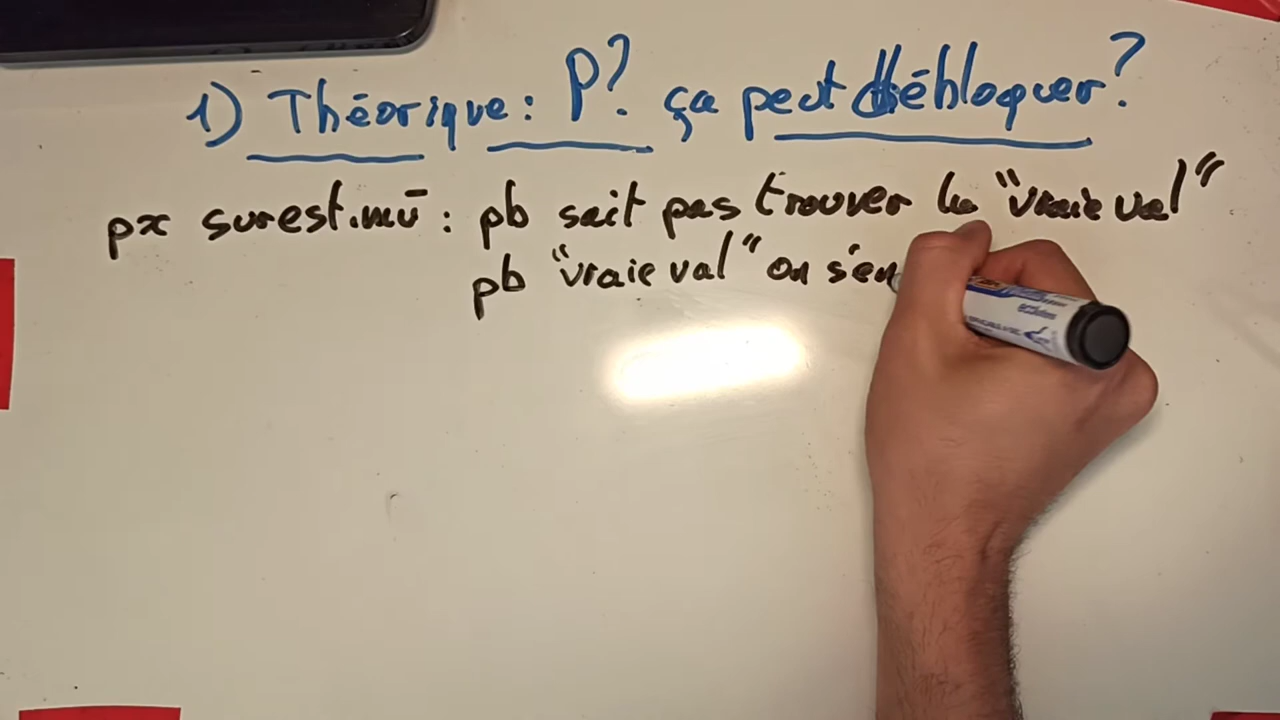 1) Théorique : P? ça peut débloquer ?
px surest.mū : pb sait pas trouver la "vraie val"
pb "vraie val" on s'en